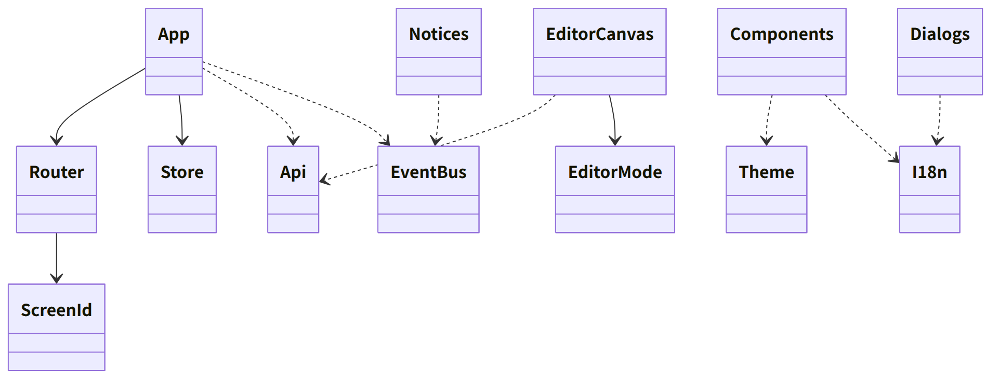 App
Notices
EditorCanvas
Components
Dialogs
Router
Store
Api
EventBus
EditorMode
Theme
I18n
ScreenId